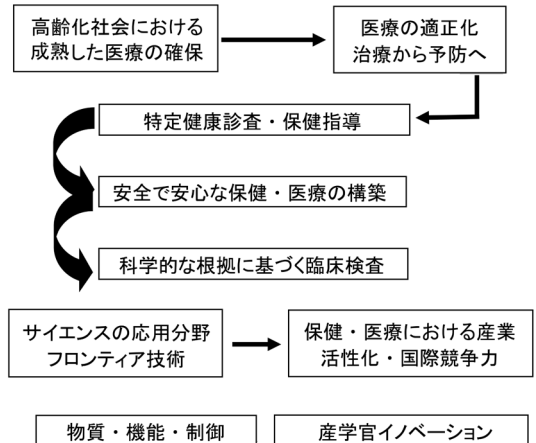 高齢化社会における
成熟した医療の確保
医療の適正化
治療から予防へ
特定健康診査・保健指導
安全で安心な保健・医療の構築
科学的な根拠に基づく臨床検査
サイエンスの応用分野
フロンティア技術
保健・医療における産業
活性化・国際競争力
物質・機能・制御
産学官イノベーション